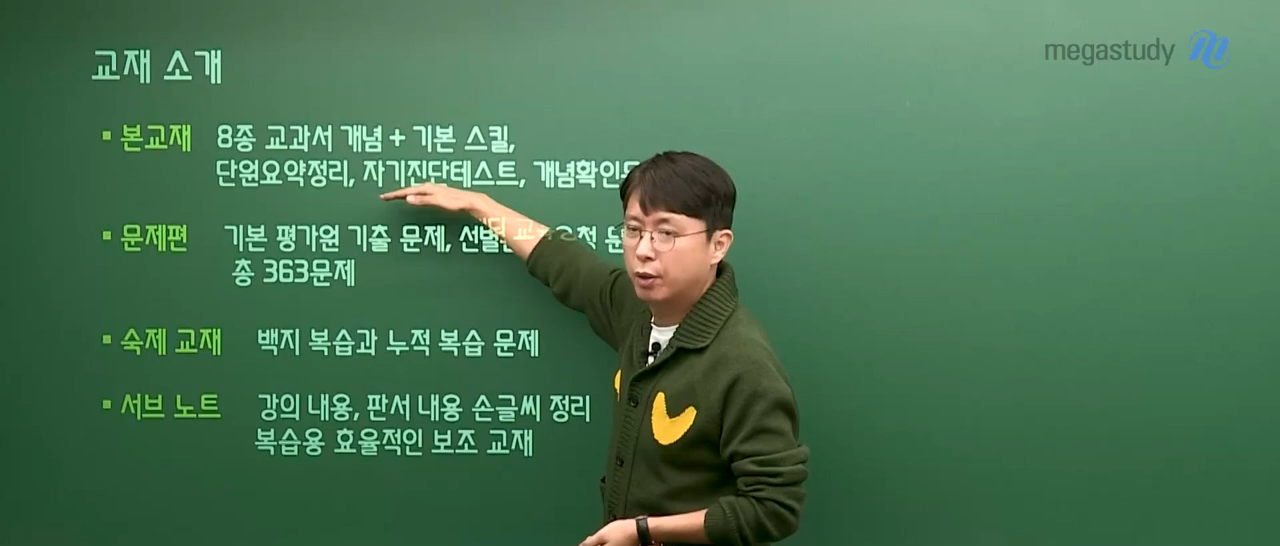 megastudy
교재 소개
▪ 본교재 8종 교과서 개념 + 기본 스킬,
단원요약정리, 자기진단테스트, 개념확인
▪ 문제편 기본 평가원 기출 문제,
총 363문제
▪ 숙제 교재 백지 복습과 누적 복습 문제
▪ 서브 노트 강의 내용, 판서 내용 손글씨 정리
복습용 효율적인 보조 교재